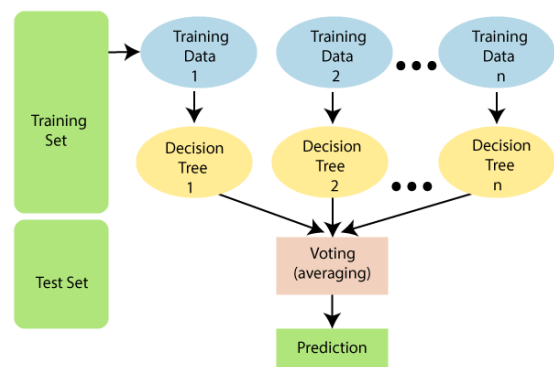 Training
Data
1
Training
Data
2
Training
Data
n
Training
Set
Decision
Tree
1
Decision
Tree
2
Decision
Tree
n
Test Set
Voting
(averaging)
Prediction